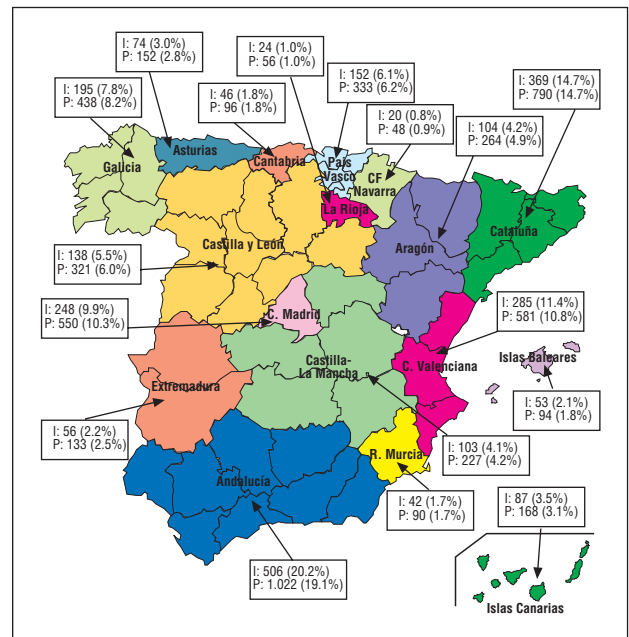 I: 74 (3.0%)
P: 152 (2.8%)
I: 24 (1.0%)
P: 56 (1.0%)
I: 195 (7.8%)
P: 438 (8.2%)
I: 46 (1.8%)
P: 96 (1.8%)
I: 152 (6.1%)
P: 333 (6.2%)
I: 369 (14.7%)
P: 790 (14.7%)
I: 20 (0.8%)
P: 48 (0.9%)
I: 104 (4.2%)
P: 264 (4.9%)
Asturias
Galicia
Cantabria
País
Vasco
CF
Navarra
La Rioja
Aragón
Cataluña
Castilla y León
I: 138 (5.5%)
P: 321 (6.0%)
I: 248 (9.9%)
P: 550 (10.3%)
C. Madrid
I: 285 (11.4%)
P: 581 (10.8%)
Castilla-
La Mancha
C. Valenciana
Islas Baleares
Extremadura
I: 53 (2.1%)
P: 94 (1.8%)
I: 56 (2.2%)
P: 133 (2.5%)
I: 103 (4.1%)
P: 227 (4.2%)
R. Murcia
Andalucía
I: 42 (1.7%)
P: 90 (1.7%)
I: 87 (3.5%)
P: 168 (3.1%)
I: 506 (20.2%)
P: 1.022 (19.1%)
Islas Canarias